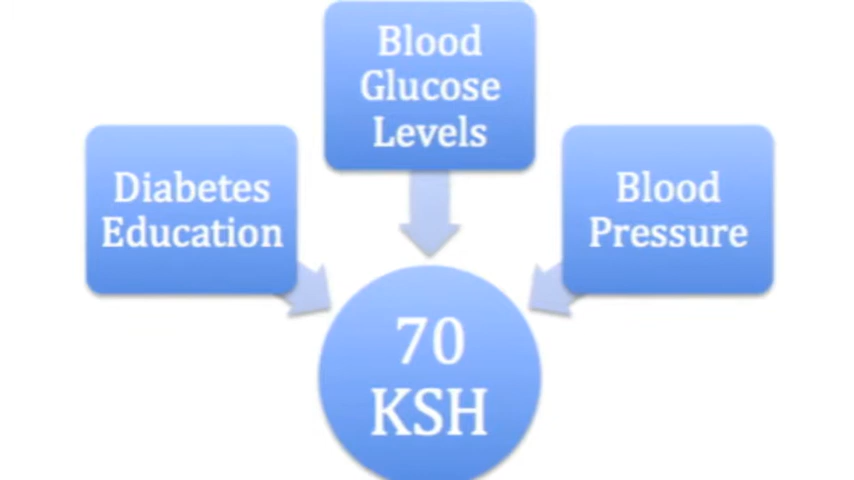 Blood
Glucose
Levels
Diabetes
Education
Blood
Pressure
70
KSH